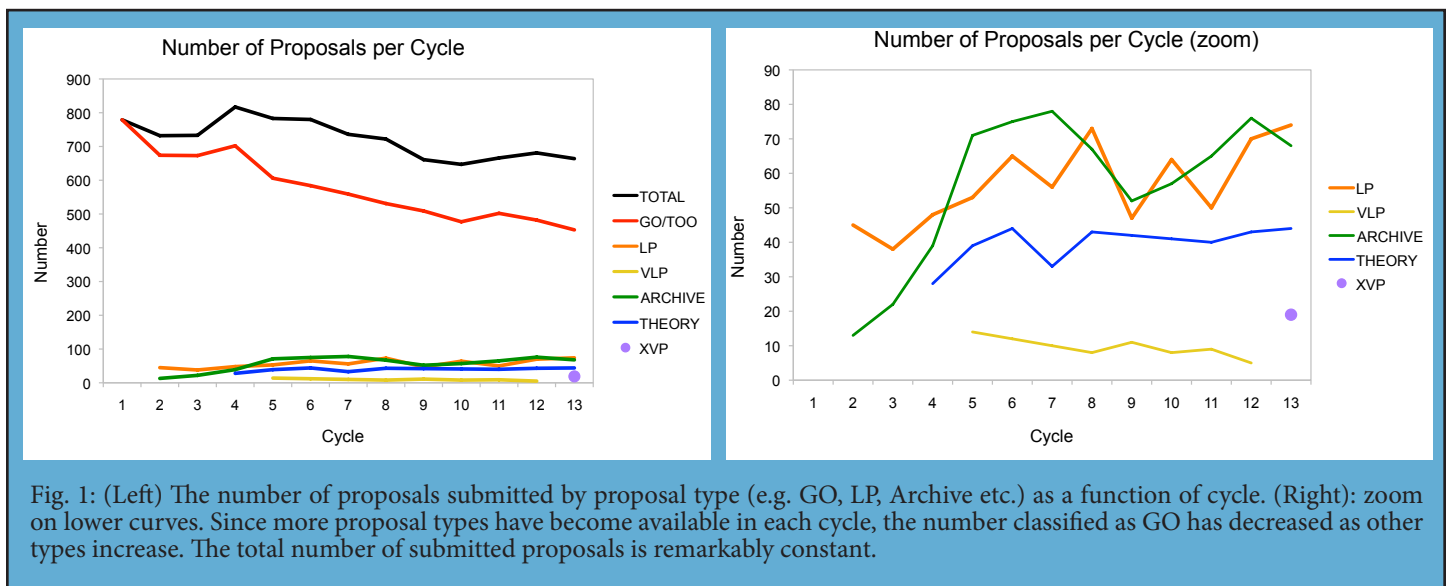 Number of Proposals per Cycle
900
800
700
600
500
400
300
200
100
0
Number
1 2 3 4 5 6 7 8 9 10 11 12 13
Cycle
TOTAL
GO/TOO
LP
VLP
ARCHIVE
THEORY
XVP
Number of Proposals per Cycle (zoom)
90
80
70
60
50
40
30
20
10
0
Number
1 2 3 4 5 6 7 8 9 10 11 12 13
Cycle
LP
VLP
ARCHIVE
THEORY
XVP
Fig. 1: (Left) The number of proposals submitted by proposal type (e.g. GO, LP, Archive etc.) as a function of cycle. (Right): zoom
on lower curves. Since more proposal types have become available in each cycle, the number classified as GO has decreased as other
types increase. The total number of submitted proposals is remarkably constant.